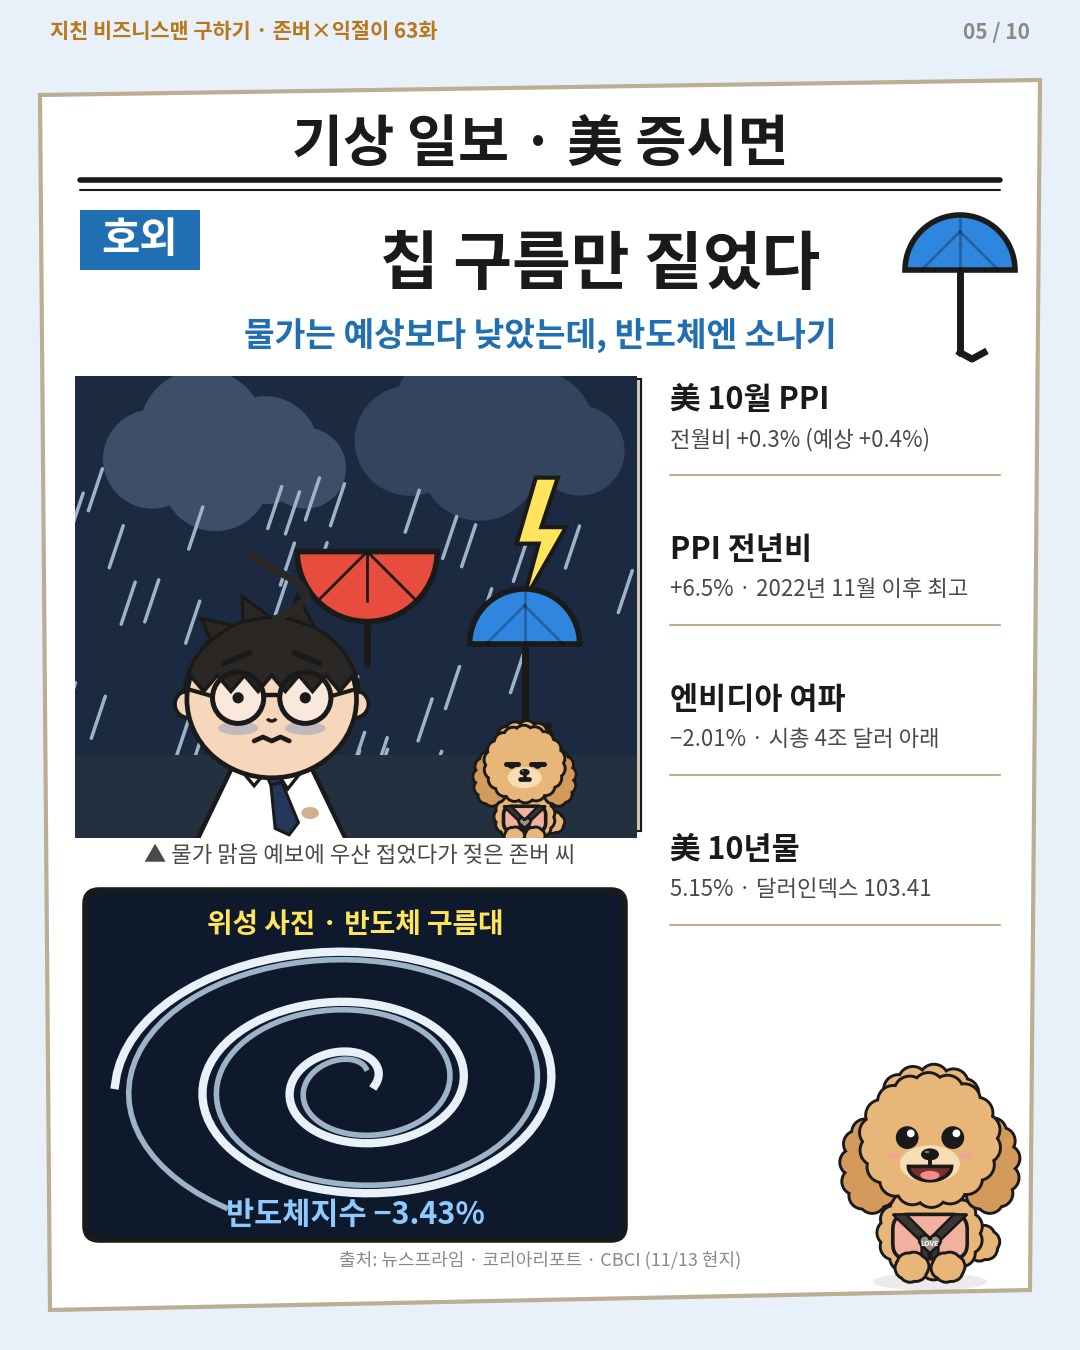 지친 비즈니스맨 구하기 · 존버×익절이 63화
05 / 10
기상 일보 · 美 증시면
호외
칩 구름만 짙었다
물가는 예상보다 낮았는데, 반도체엔 소나기
美 10월 PPI
전월비 +0.3% (예상 +0.4%)
PPI 전년비
+6.5% · 2022년 11월 이후 최고
엔비디아 여파
−2.01% · 시총 4조 달러 아래
美 10년물
5.15% · 달러인덱스 103.41
▲ 물가 맑음 예보에 우산 접었다가 젖은 존버 씨
위성 사진 · 반도체 구름대
반도체지수 −3.43%
LOVE
출처: 뉴스프라임 · 코리아리포트 · CBCI (11/13 현지)